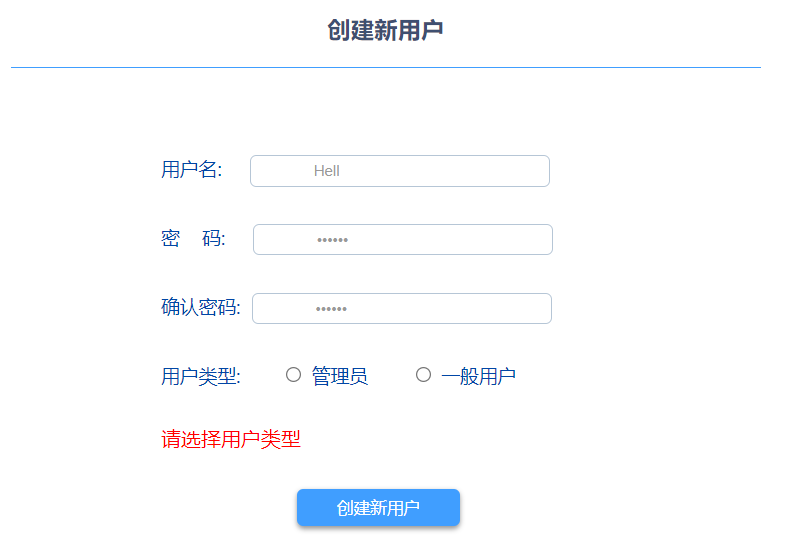 创建新用户
用户名: Hell
密 码: ••••••
确认密码: ••••••
用户类型: 管理员 一般用户
请选择用户类型
创建新用户